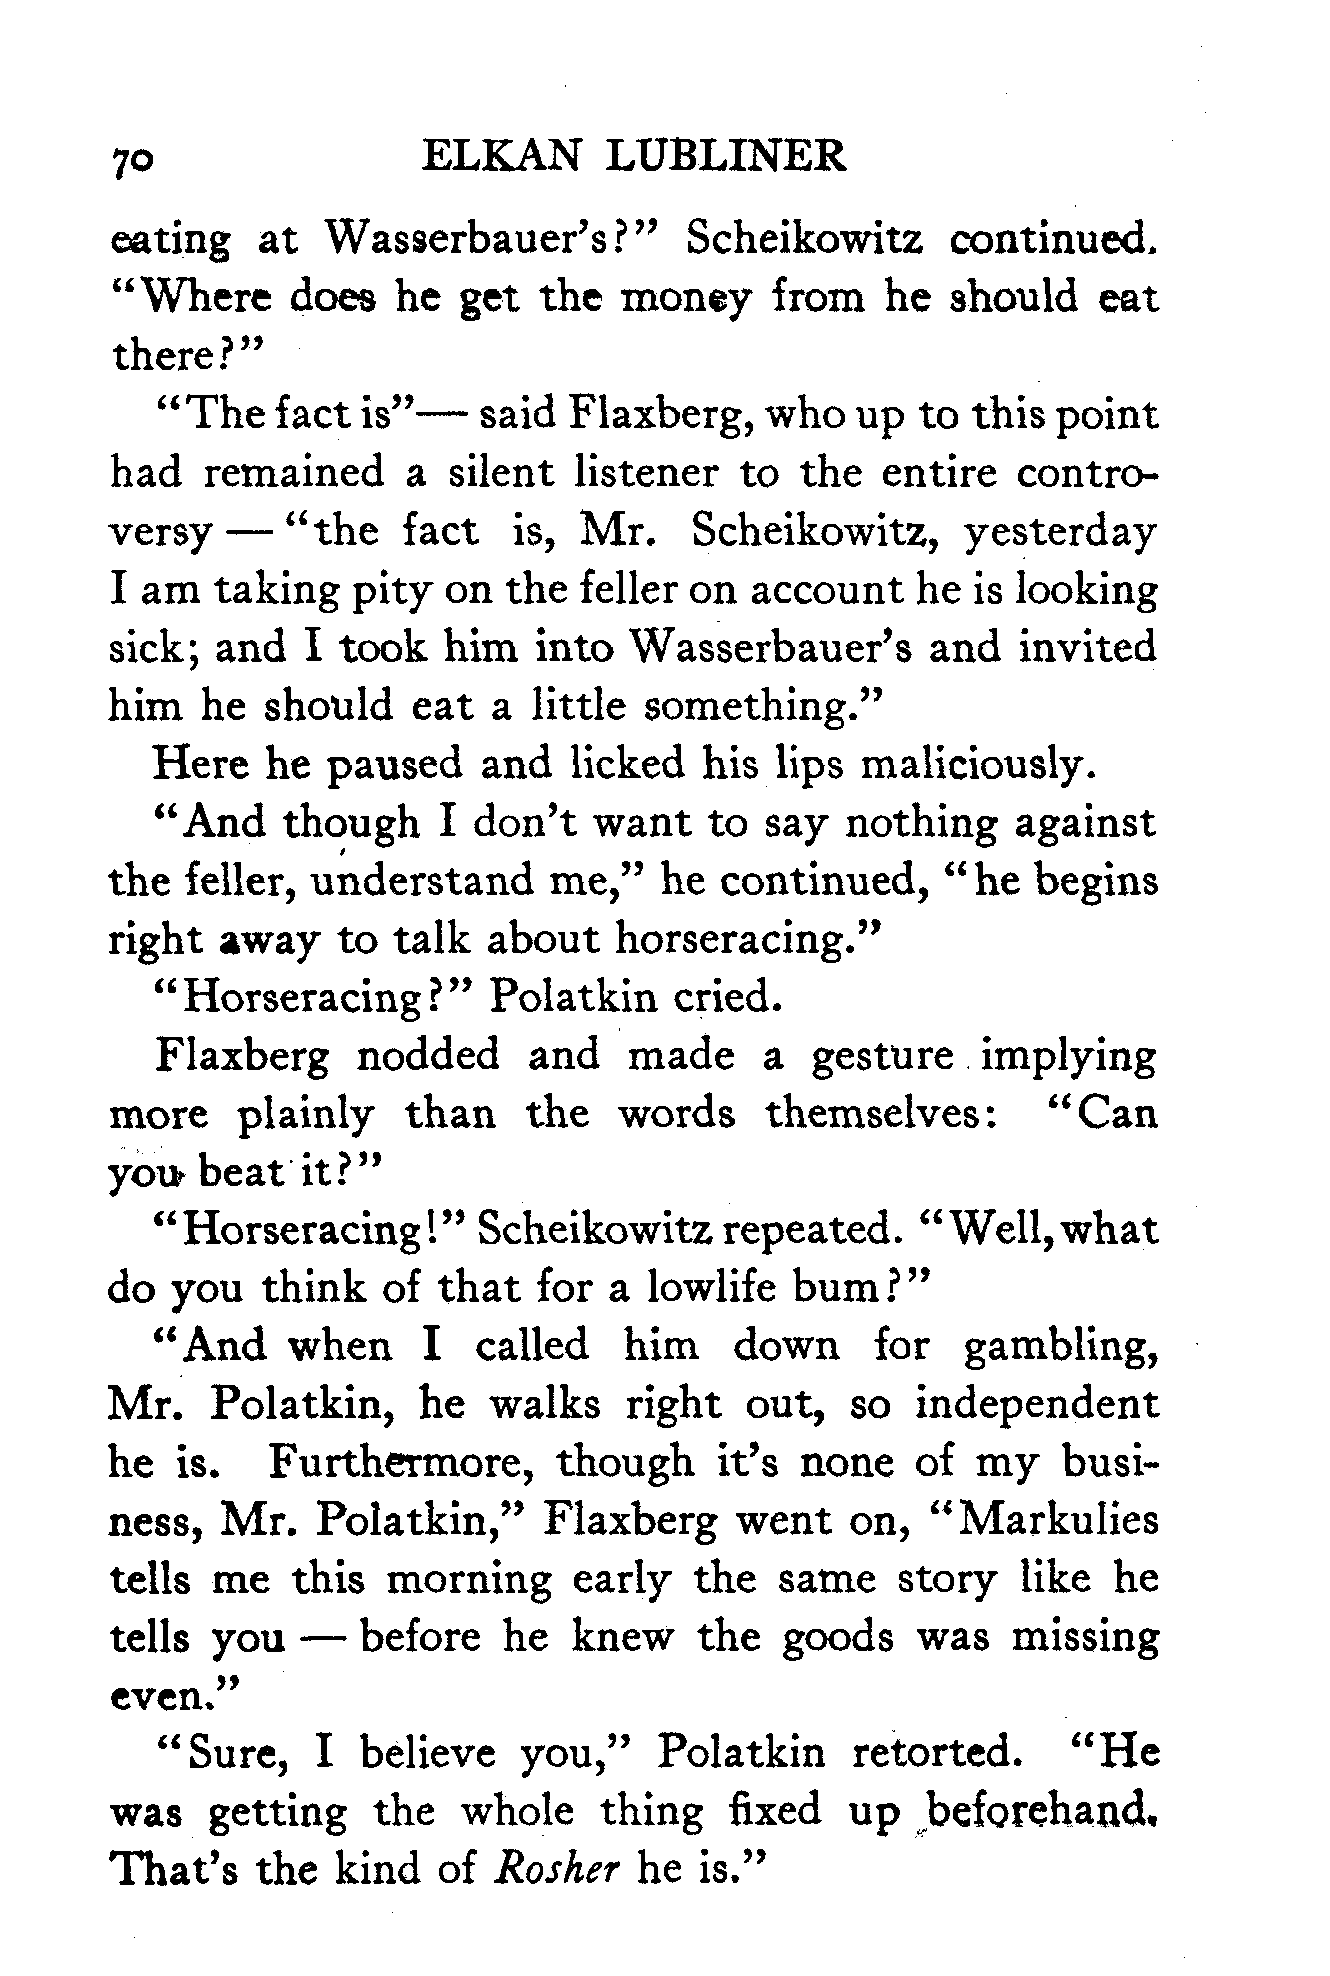 70 ELKAN LUBLINER
eating at Wasserbauer's?" Scheikowitz continued.
"Where does he get the money from he should eat
there?"
"The fact is"— said Flaxberg, who up to this point
had remained a silent listener to the entire contro-
versy — "the fact is, Mr. Scheikowitz, yesterday
I am taking pity on the feller on account he is looking
sick; and I took him into Wasserbauer's and invited
him he should eat a little something."
Here he paused and licked his lips maliciously.
"And though I don't want to say nothing against
the feller, understand me," he continued, "he begins
right away to talk about horseracing."
"Horseracing?" Polatkin cried.
Flaxberg nodded and made a gesture implying
more plainly than the words themselves: "Can
you beat it?"
"Horseracing!" Scheikowitz repeated. "Well, what
do you think of that for a lowlife bum?"
"And when I called him down for gambling,
Mr. Polatkin, he walks right out, so independent
he is. Furthermore, though it's none of my busi-
ness, Mr. Polatkin," Flaxberg went on, "Markulies
tells me this morning early the same story like he
tells you — before he knew the goods was missing
even."
"Sure, I believe you," Polatkin retorted. "He
was getting the whole thing fixed up beforehand.
That's the kind of Rosher he is."